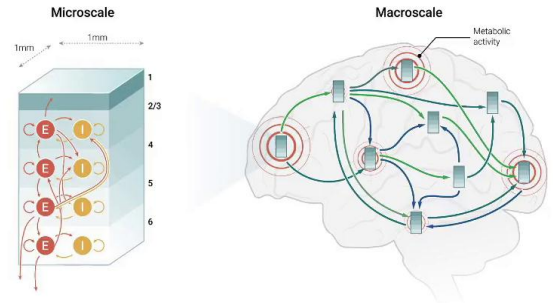 Microscale
Macroscale
1mm
1mm
Metabolic
activity
1
2/3
4
5
6
E I
E I
E I
E I